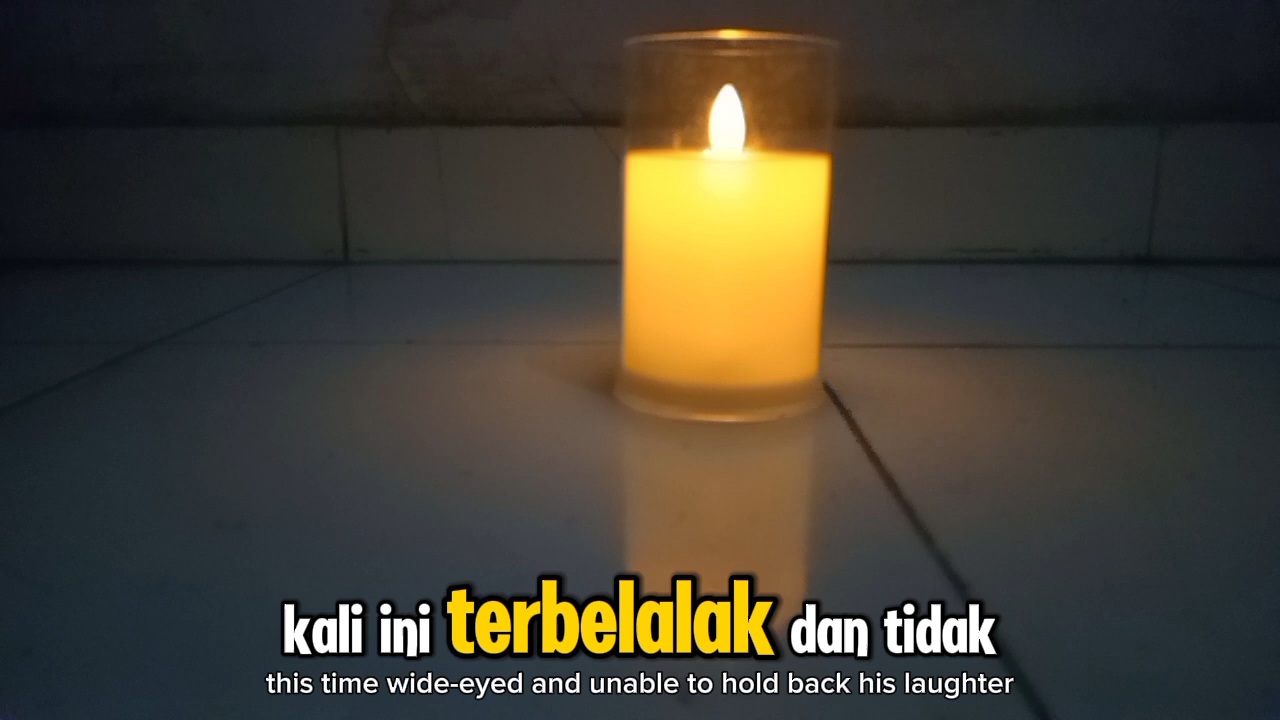 kali ini terbelalak dan tidak
this time wide-eyed and unable to hold back his laughter